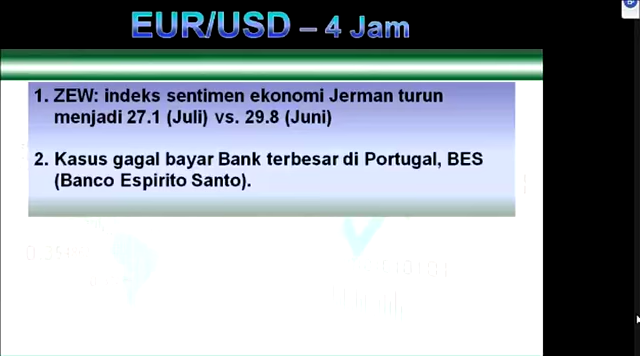 EUR/USD – 4 Jam
1. ZEW: indeks sentimen ekonomi Jerman turun
menjadi 27.1 (Juli) vs. 29.8 (Juni)
2. Kasus gagal bayar Bank terbesar di Portugal, BES
(Banco Espirito Santo).